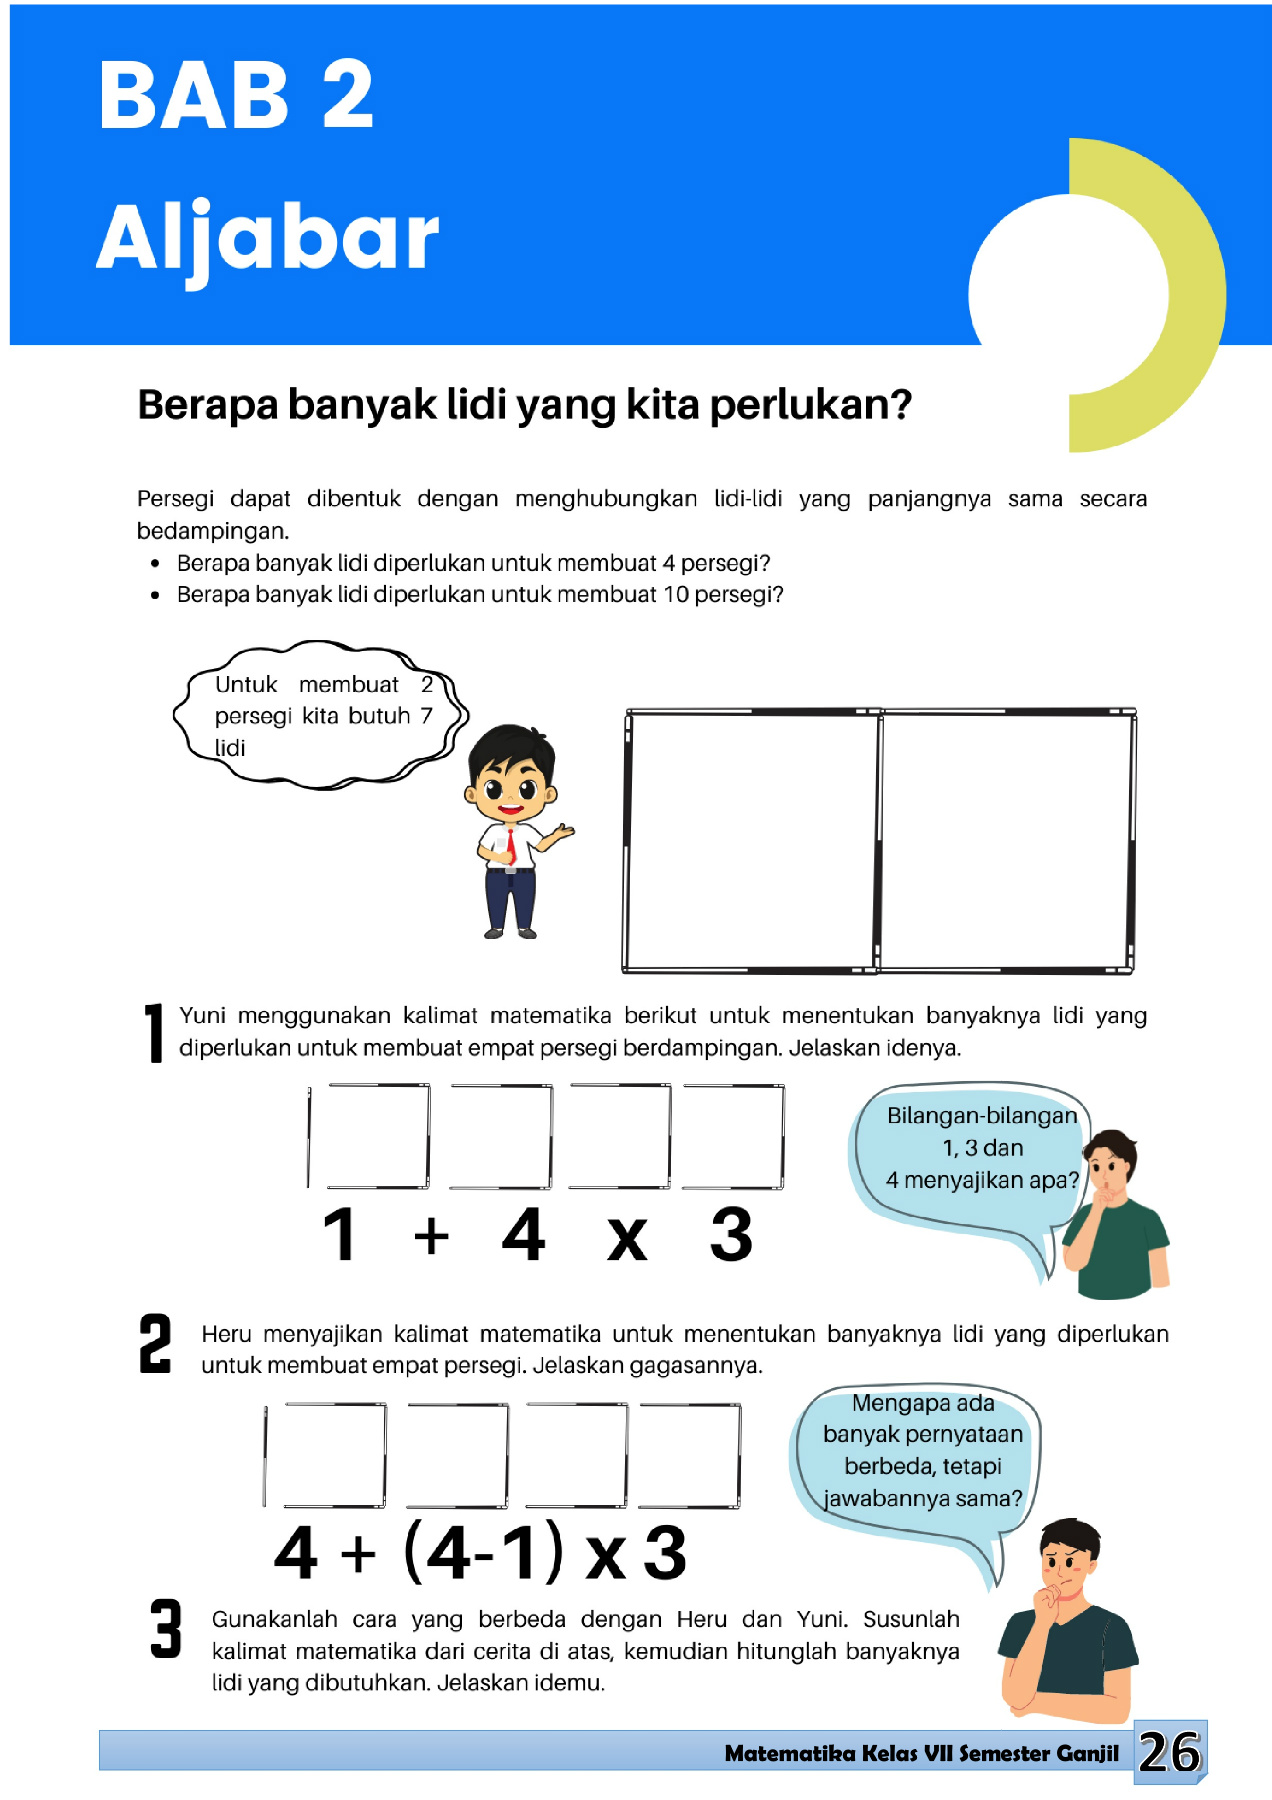 BAB 2
Aljabar
Berapa banyak lidi yang kita perlukan?
Persegi dapat dibentuk dengan menghubungkan lidi-lidi yang panjangnya sama secara
bedampingan.
• Berapa banyak lidi diperlukan untuk membuat 4 persegi?
• Berapa banyak lidi diperlukan untuk membuat 10 persegi?
Untuk membuat 2
persegi kita butuh 7
lidi
1 Yuni menggunakan kalimat matematika berikut untuk menentukan banyaknya lidi yang
diperlukan untuk membuat empat persegi berdampingan. Jelaskan idenya.
Bilangan-bilangan
1, 3 dan
4 menyajikan apa?
1 + 4 x 3
2 Heru menyajikan kalimat matematika untuk menentukan banyaknya lidi yang diperlukan
untuk membuat empat persegi. Jelaskan gagasannya.
Mengapa ada
banyak pernyataan
berbeda, tetapi
jawabannya sama?
4 + (4-1) x 3
3 Gunakanlah cara yang berbeda dengan Heru dan Yuni. Susunlah
kalimat matematika dari cerita di atas, kemudian hitunglah banyaknya
lidi yang dibutuhkan. Jelaskan idemu.
Matematika Kelas VII Semester Ganjil 26